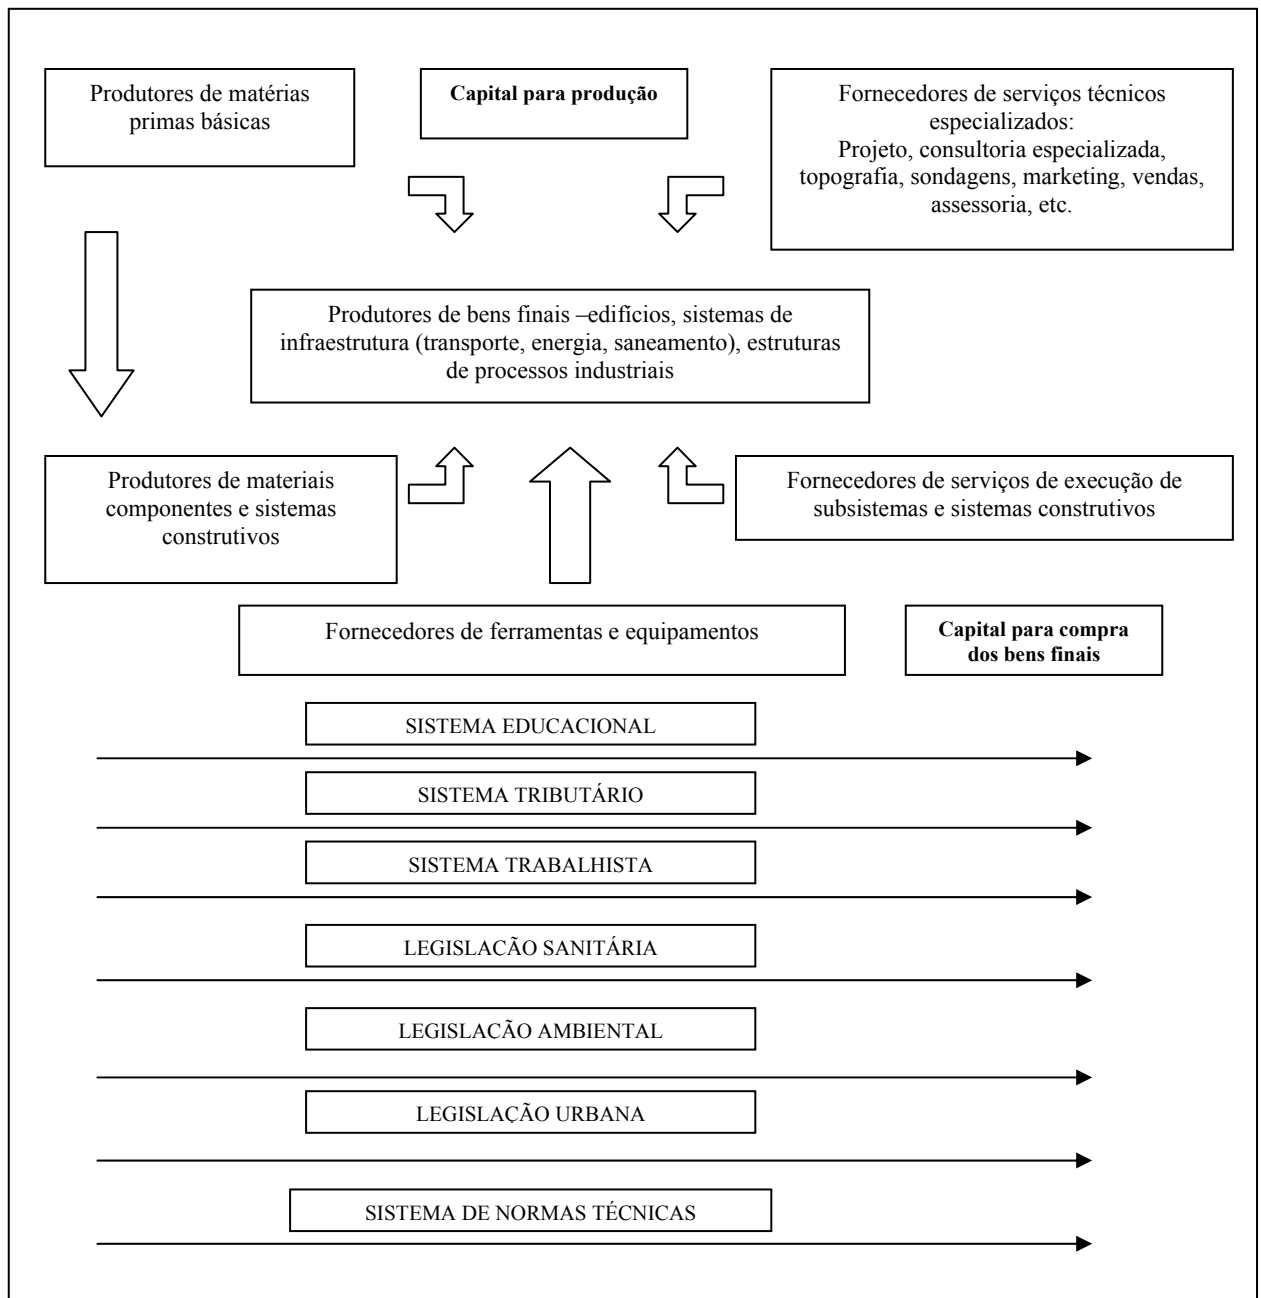 Produtores de matérias
primas básicas
Capital para produção
Fornecedores de serviços técnicos
especializados:
Projeto, consultoria especializada,
topografia, sondagens, marketing, vendas,
assessoria, etc.
Produtores de bens finais –edifícios, sistemas de
infraestrutura (transporte, energia, saneamento), estruturas
de processos industriais
Produtores de materiais
componentes e sistemas
construtivos
Fornecedores de serviços de execução de
subsistemas e sistemas construtivos
Fornecedores de ferramentas e equipamentos
Capital para compra
dos bens finais
SISTEMA EDUCACIONAL
SISTEMA TRIBUTÁRIO
SISTEMA TRABALHISTA
LEGISLAÇÃO SANITÁRIA
LEGISLAÇÃO AMBIENTAL
LEGISLAÇÃO URBANA
SISTEMA DE NORMAS TÉCNICAS